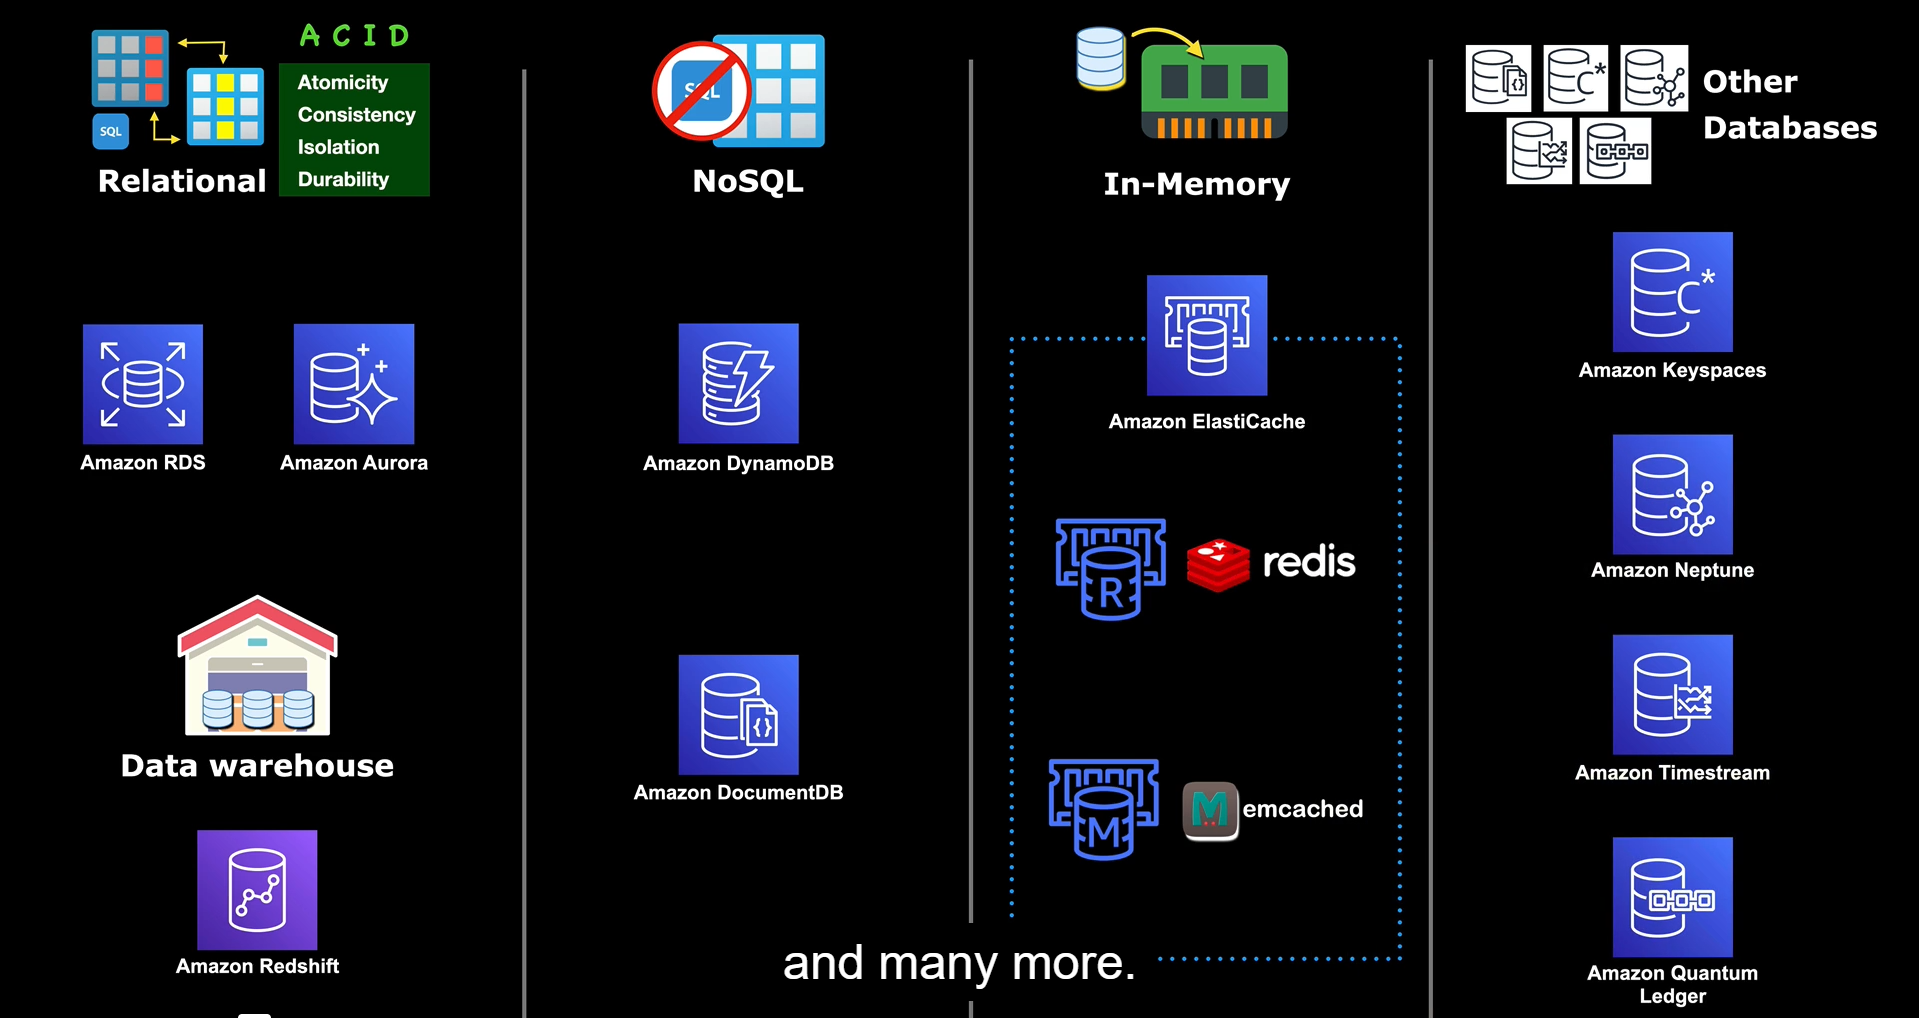 A C I D
Atomicity
Consistency
Isolation
Durability
SQL
Relational
Amazon RDS
Amazon Aurora
Data warehouse
Amazon Redshift
SQL
NoSQL
Amazon DynamoDB
Amazon DocumentDB
In-Memory
Amazon ElastiCache
R
redis
M
Memcached
and many more.
C*
Other
Databases
C*
Amazon Keyspaces
Amazon Neptune
Amazon Timestream
Amazon Quantum
Ledger